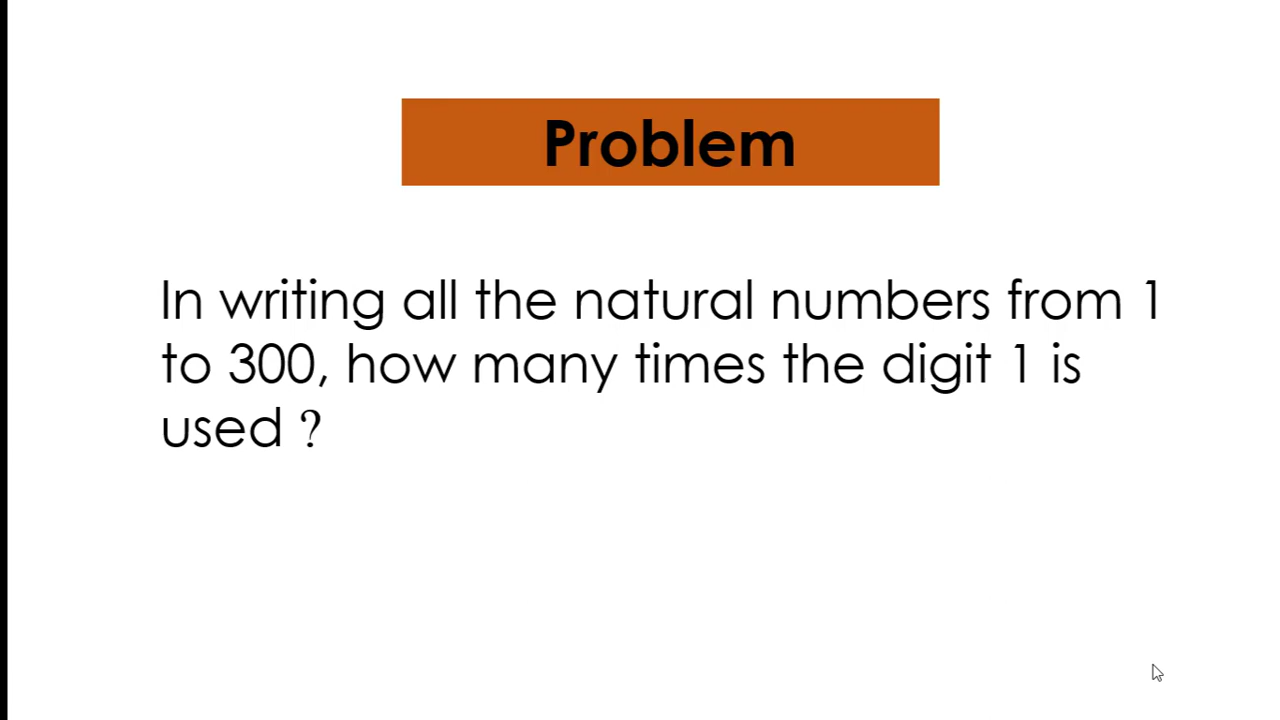 Problem
In writing all the natural numbers from 1
to 300, how many times the digit 1 is
used ?